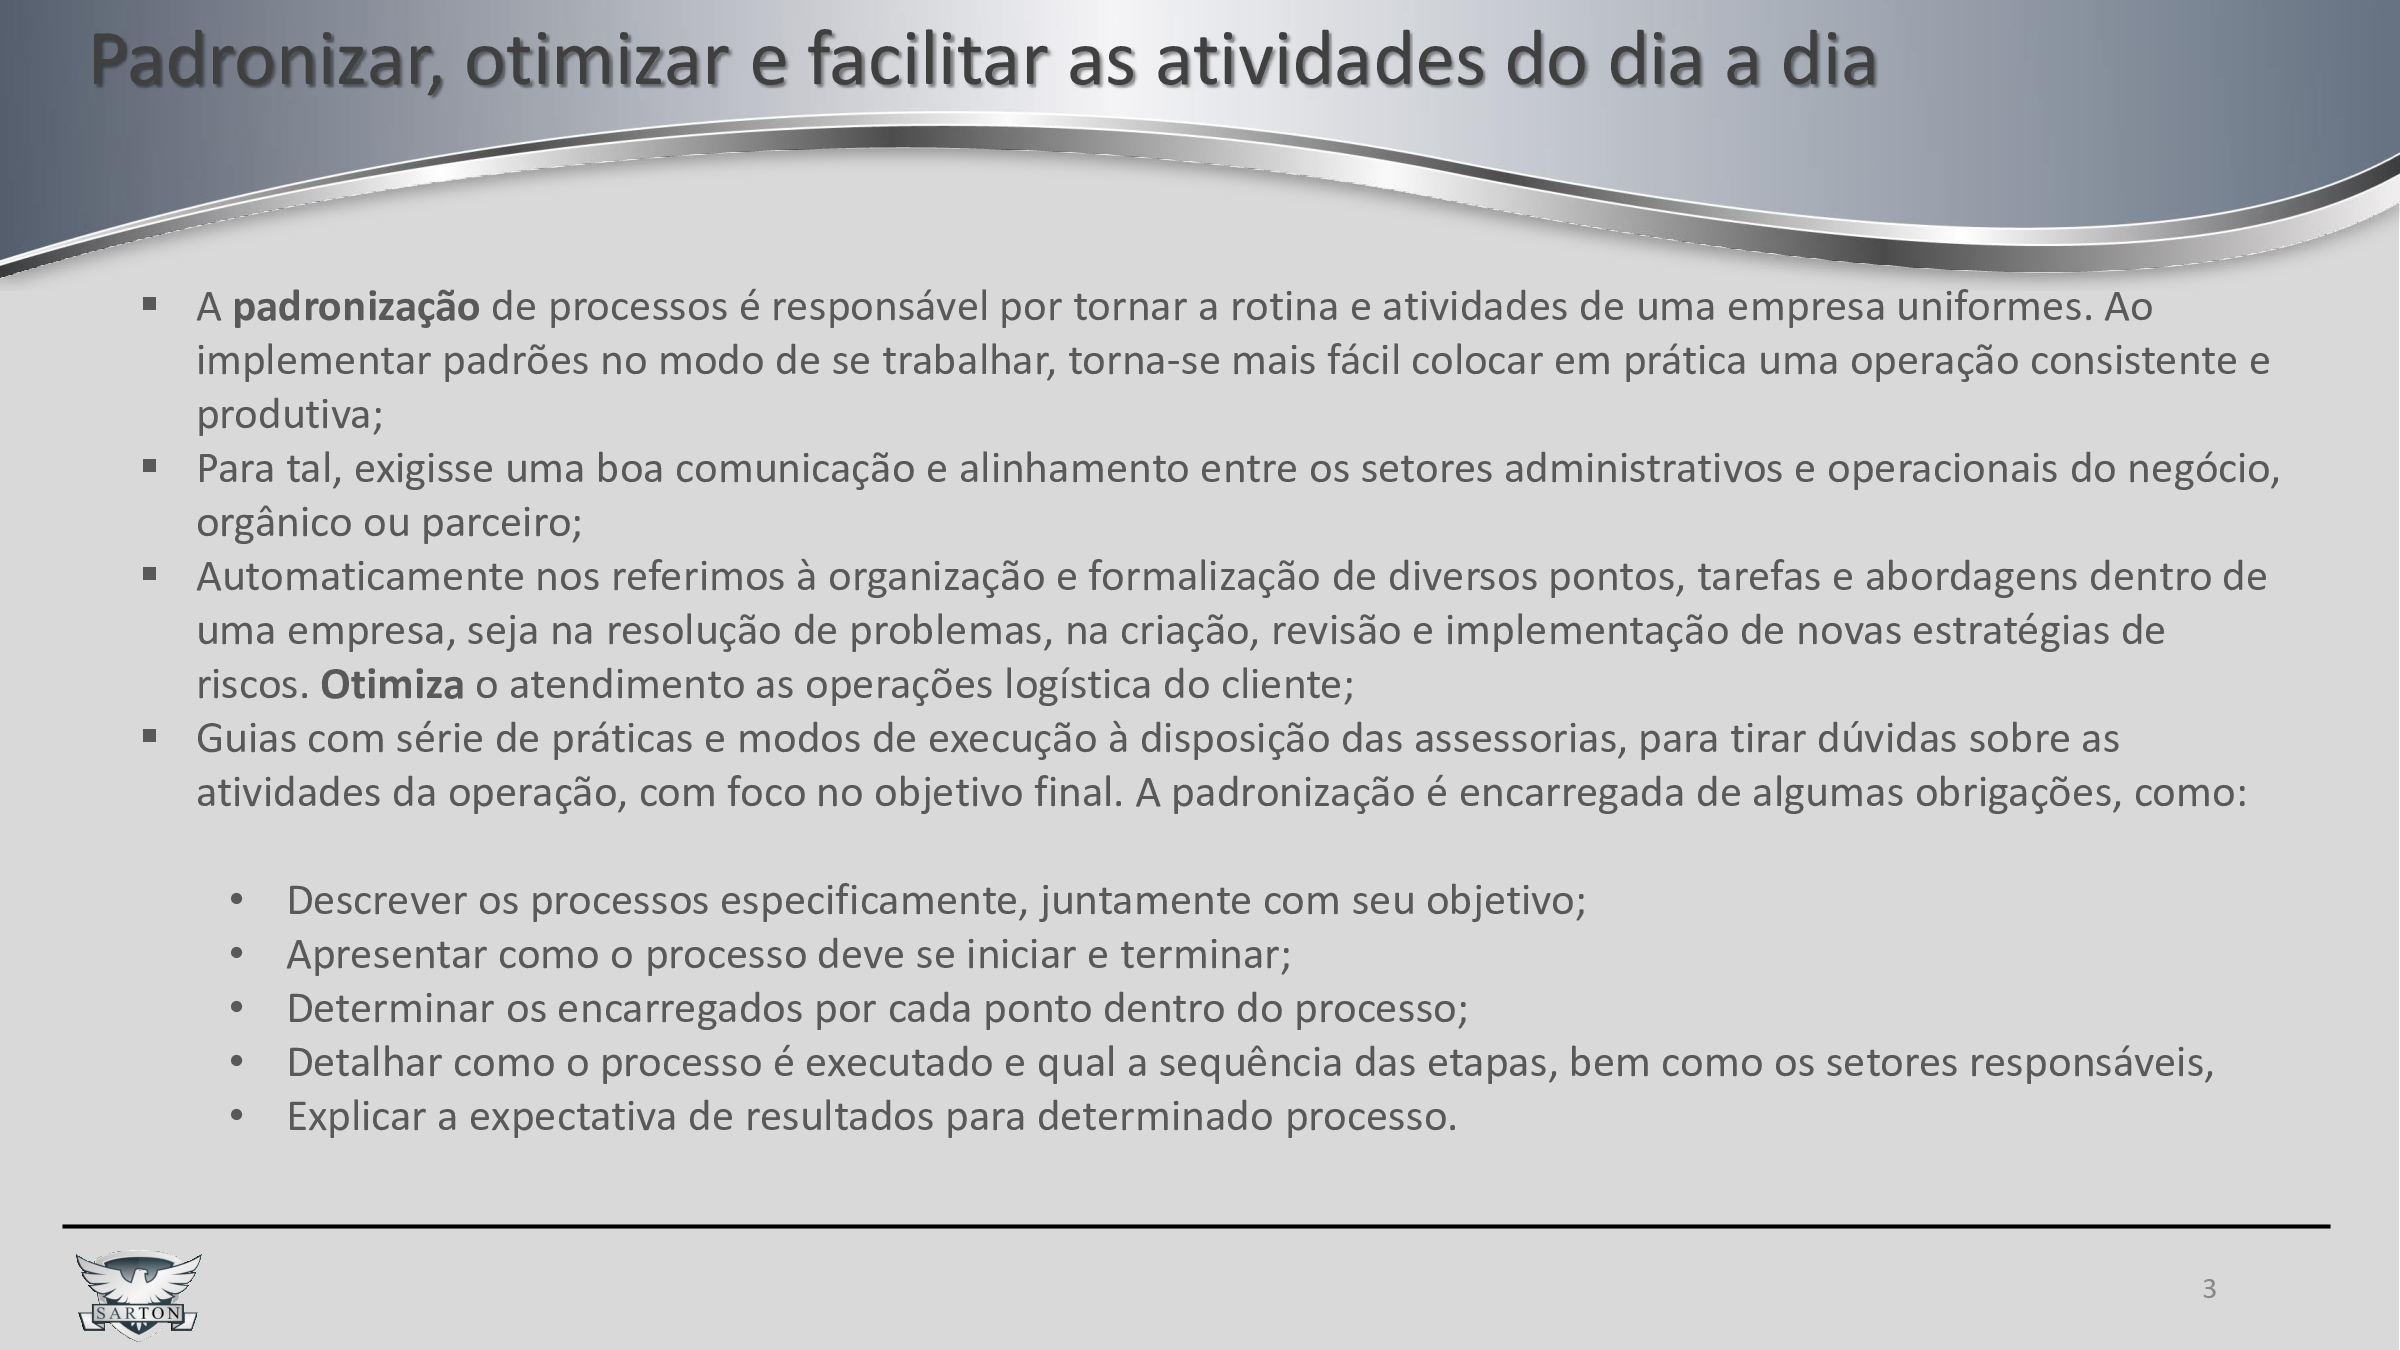 Padronizar, otimizar e facilitar as atividades do dia a dia
▪ A padronização de processos é responsável por tornar a rotina e atividades de uma empresa uniformes. Ao
implementar padrões no modo de se trabalhar, torna-se mais fácil colocar em prática uma operação consistente e
produtiva;
▪ Para tal, exigisse uma boa comunicação e alinhamento entre os setores administrativos e operacionais do negócio,
orgânico ou parceiro;
▪ Automaticamente nos referimos à organização e formalização de diversos pontos, tarefas e abordagens dentro de
uma empresa, seja na resolução de problemas, na criação, revisão e implementação de novas estratégias de
riscos. Otimiza o atendimento as operações logística do cliente;
▪ Guias com série de práticas e modos de execução à disposição das assessorias, para tirar dúvidas sobre as
atividades da operação, com foco no objetivo final. A padronização é encarregada de algumas obrigações, como:
• Descrever os processos especificamente, juntamente com seu objetivo;
• Apresentar como o processo deve se iniciar e terminar;
• Determinar os encarregados por cada ponto dentro do processo;
• Detalhar como o processo é executado e qual a sequência das etapas, bem como os setores responsáveis,
• Explicar a expectativa de resultados para determinado processo.
SARTON
3